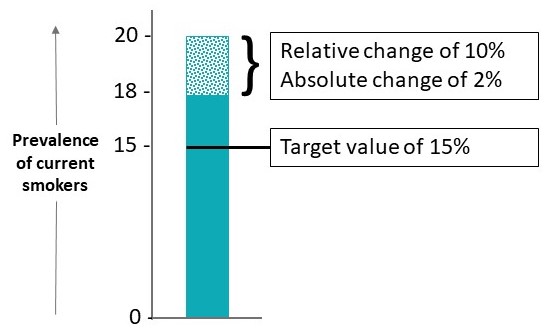 20 -
Relative change of 10%
Absolute change of 2%
18 -
Prevalence
of current
smokers
15 -
Target value of 15%
0